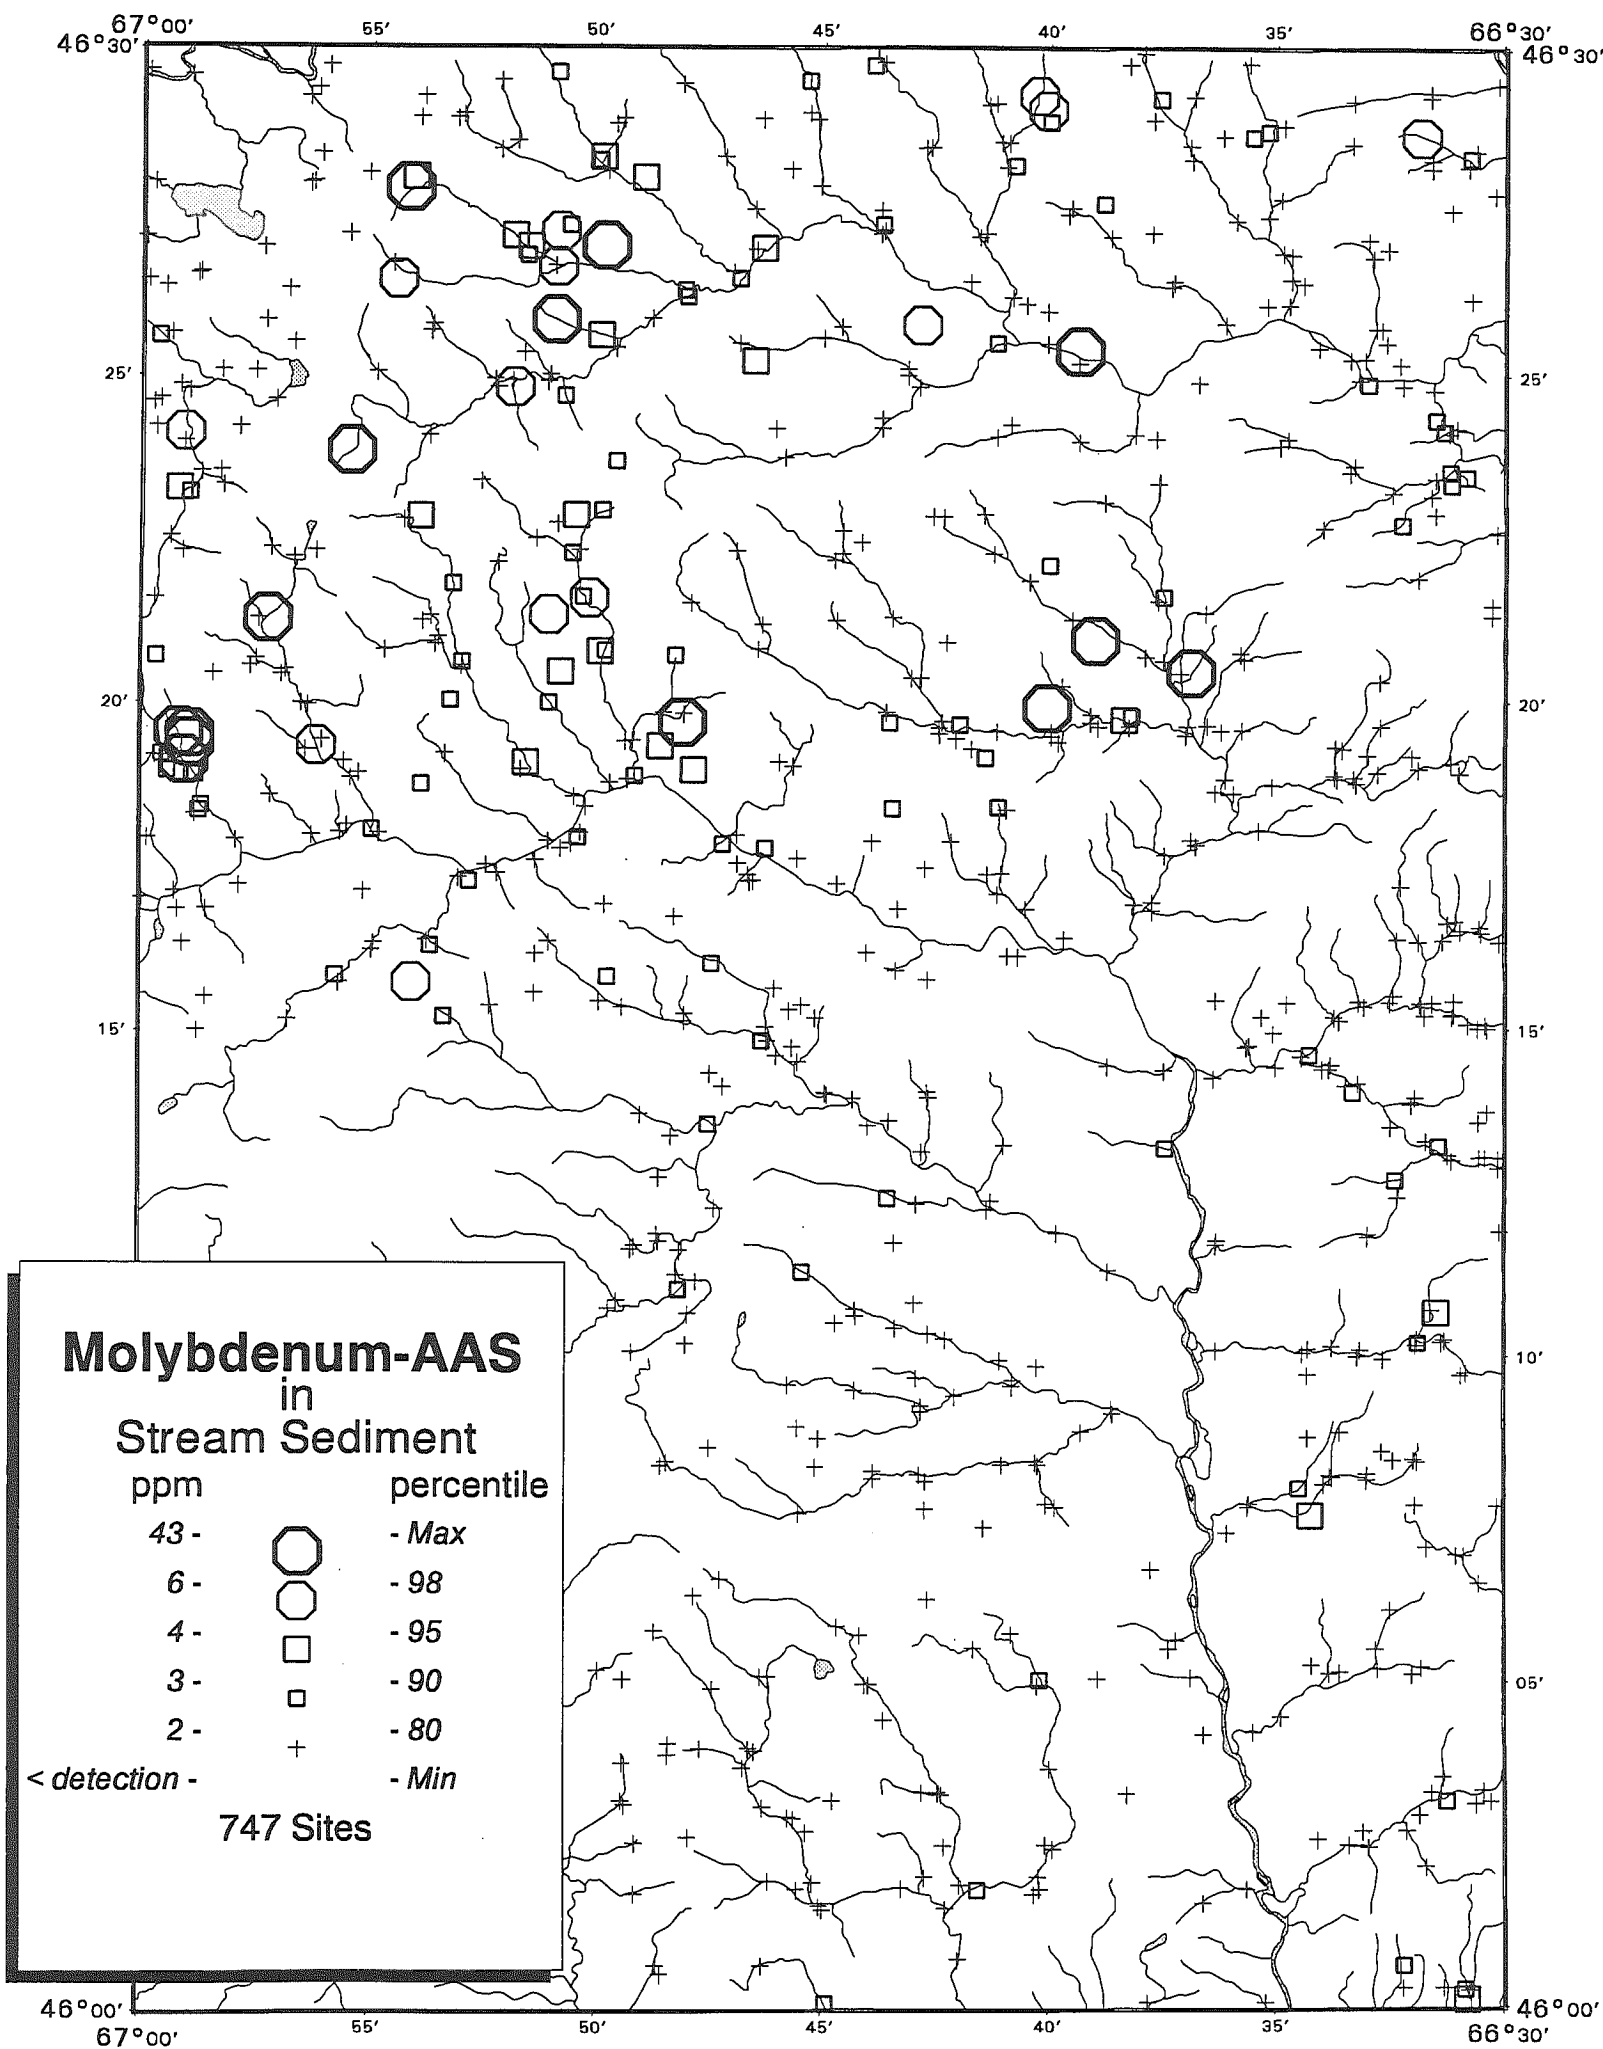 67°00′
55′ 50′ 45′ 40′ 35′
66°30′
46°30′
46°30′
25′
25′
20′
20′
15′
15′
10′
05′
Molybdenum-AAS
in
Stream Sediment
ppm percentile
43 - - Max
6 - - 98
4 - - 95
3 - - 90
2 - - 80
< detection - - Min
747 Sites
46°00′
46°00′
67°00′
55′ 50′ 45′ 40′ 35′
66°30′